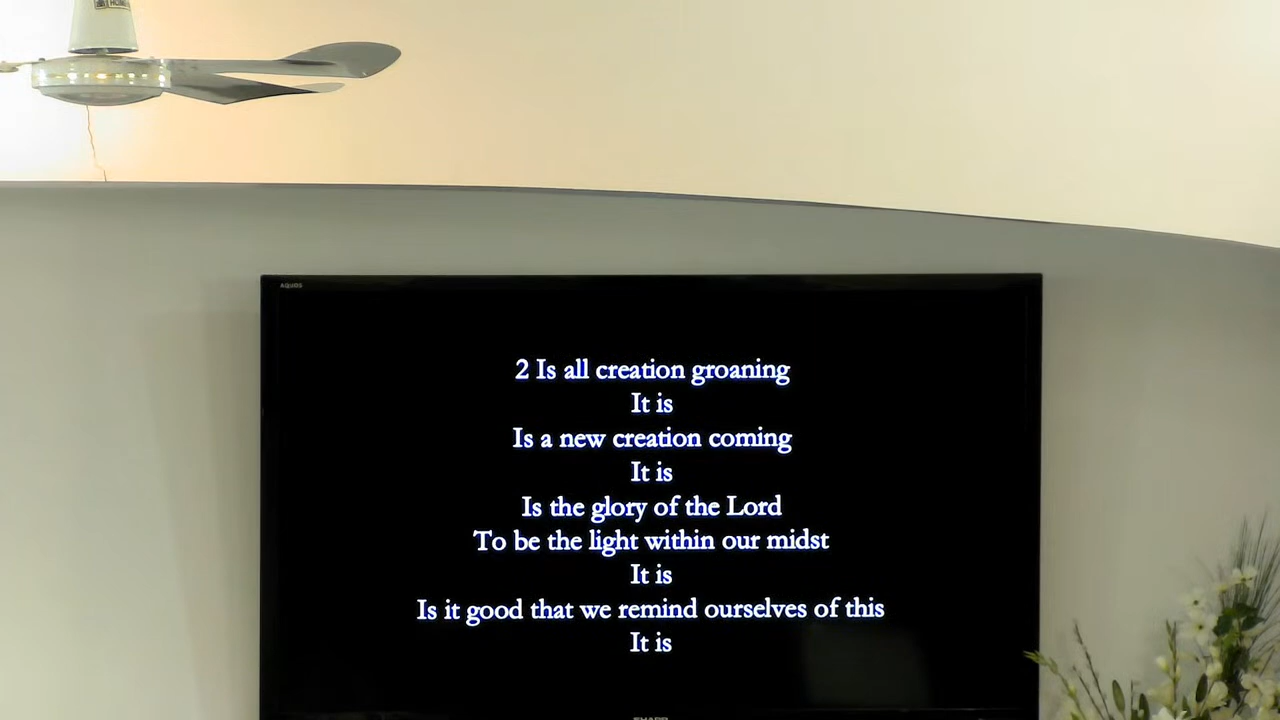 AQUOS
2 Is all creation groaning
It is
Is a new creation coming
It is
Is the glory of the Lord
To be the light within our midst
It is
Is it good that we remind ourselves of this
It is
SHARP